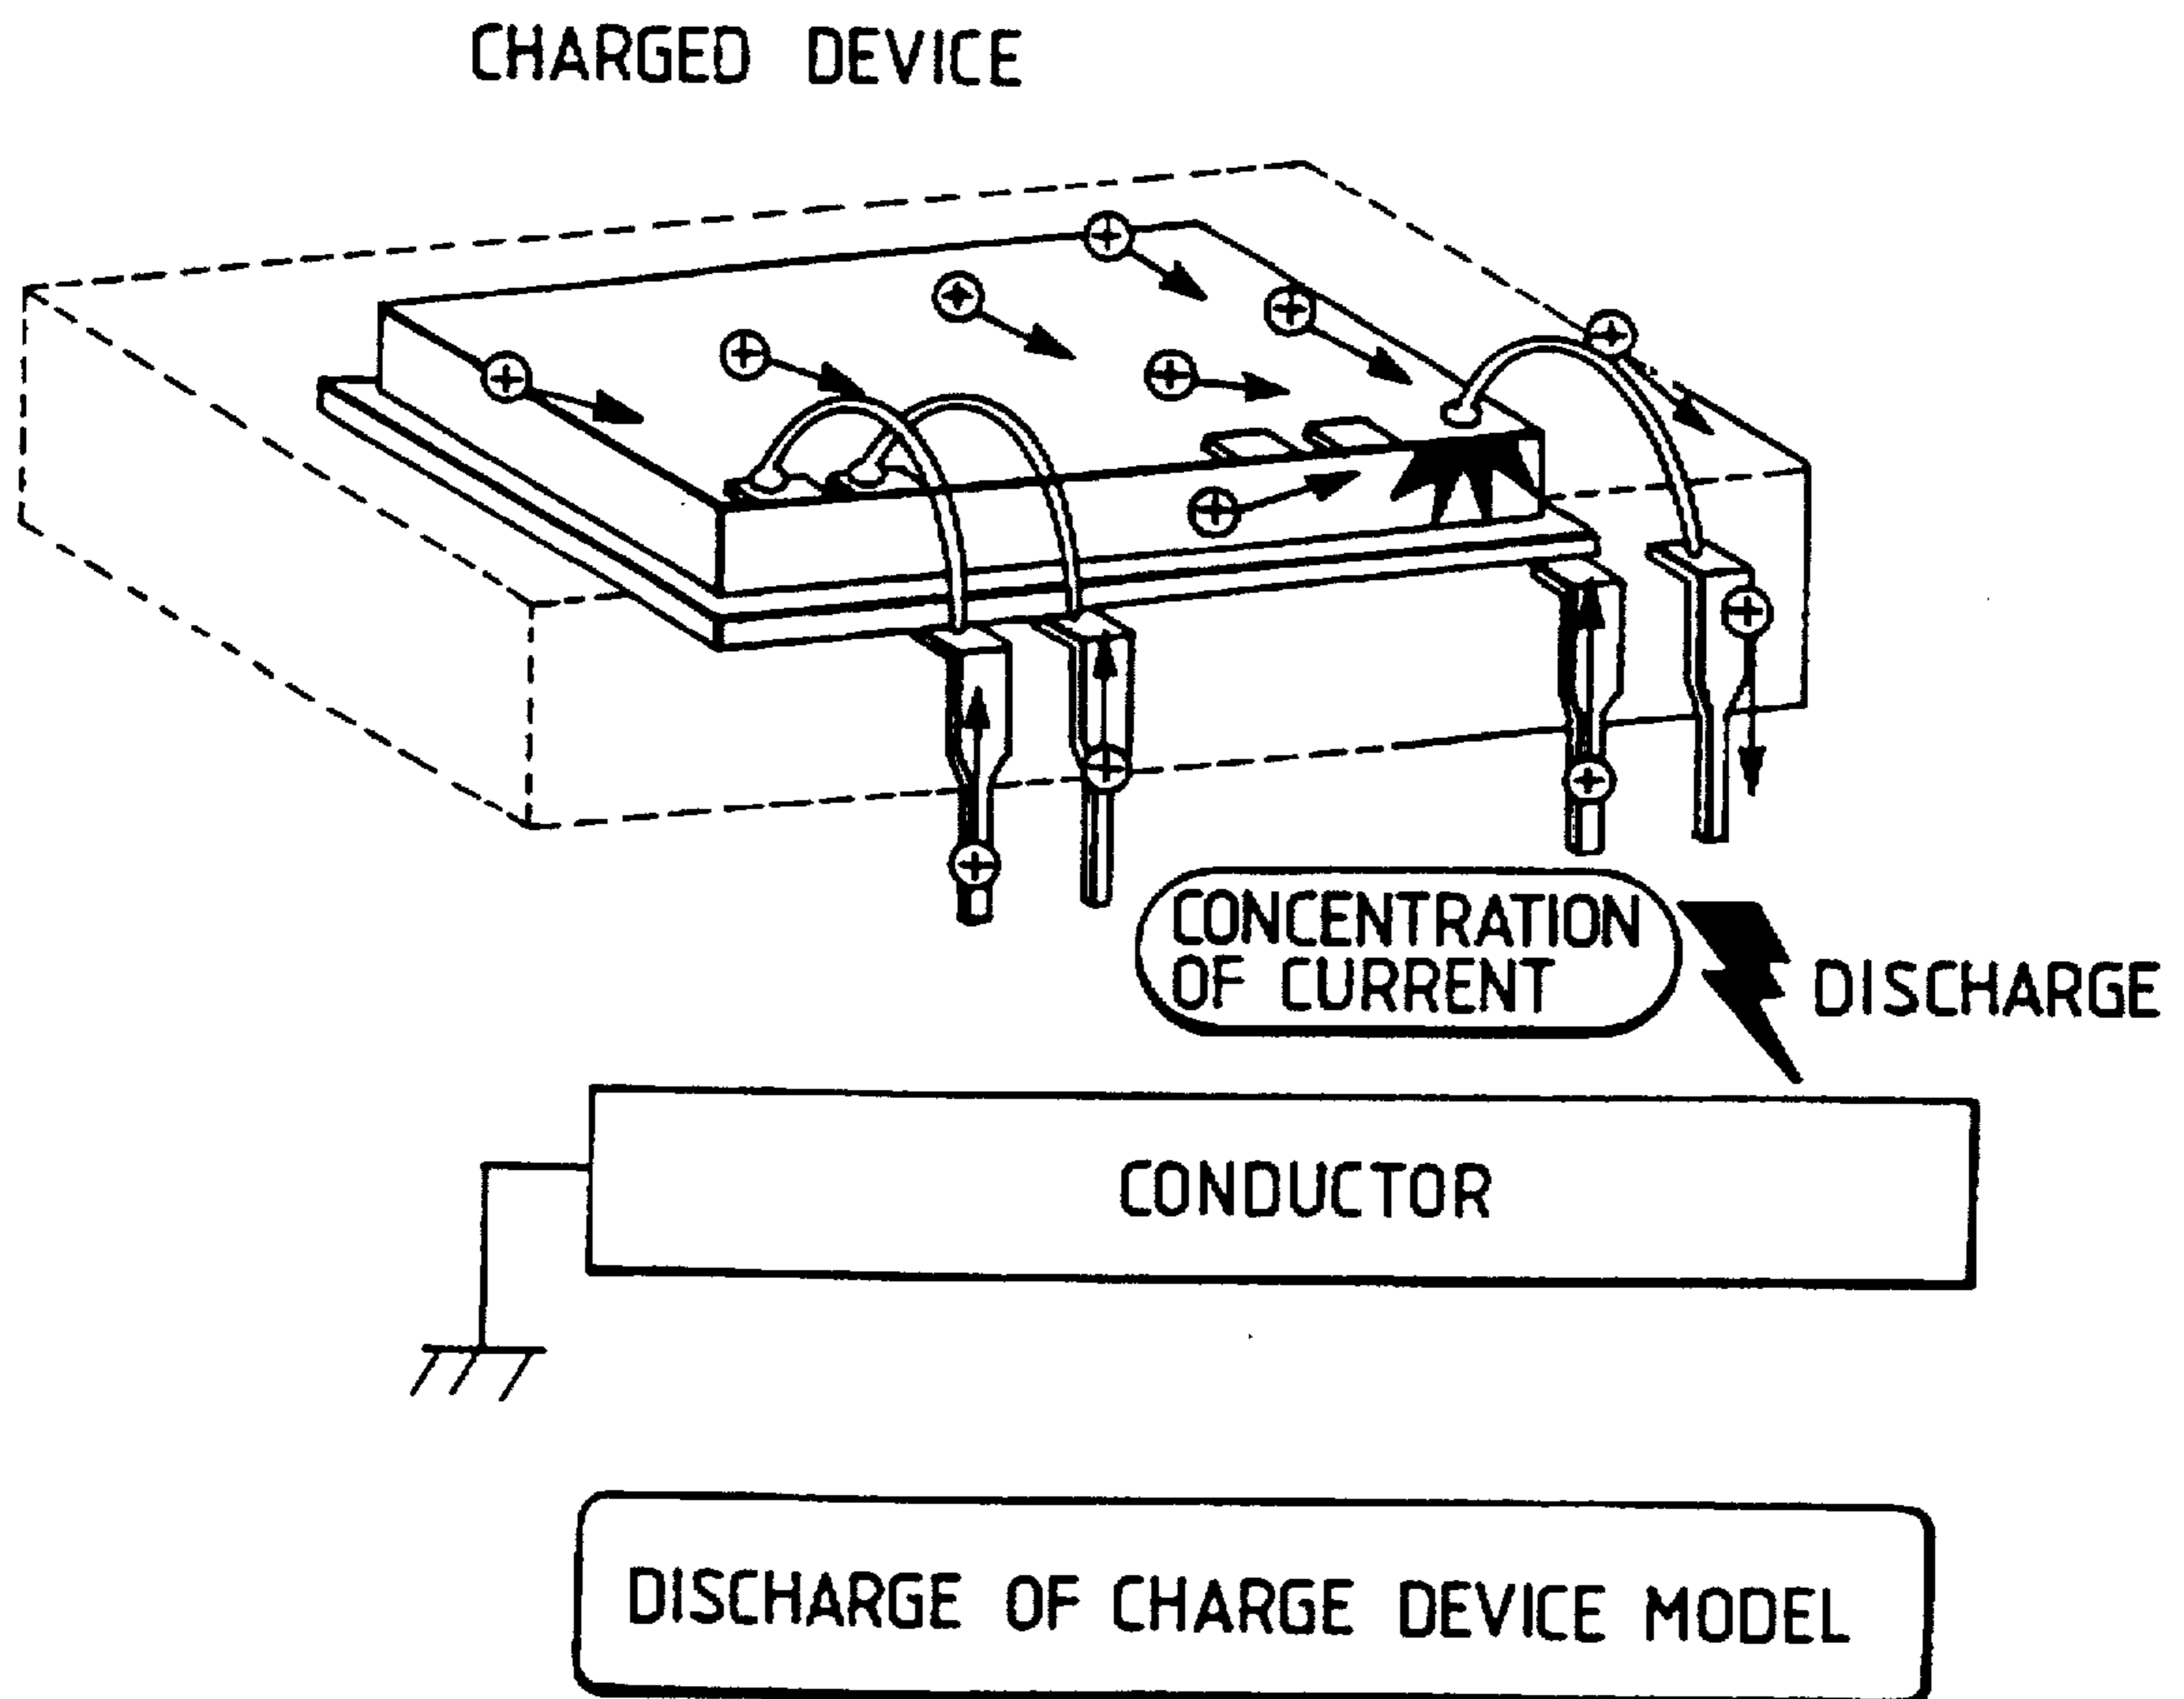 CHARGED DEVICE
CONCENTRATION
OF CURRENT
DISCHARGE
CONDUCTOR
DISCHARGE OF CHARGE DEVICE MODEL